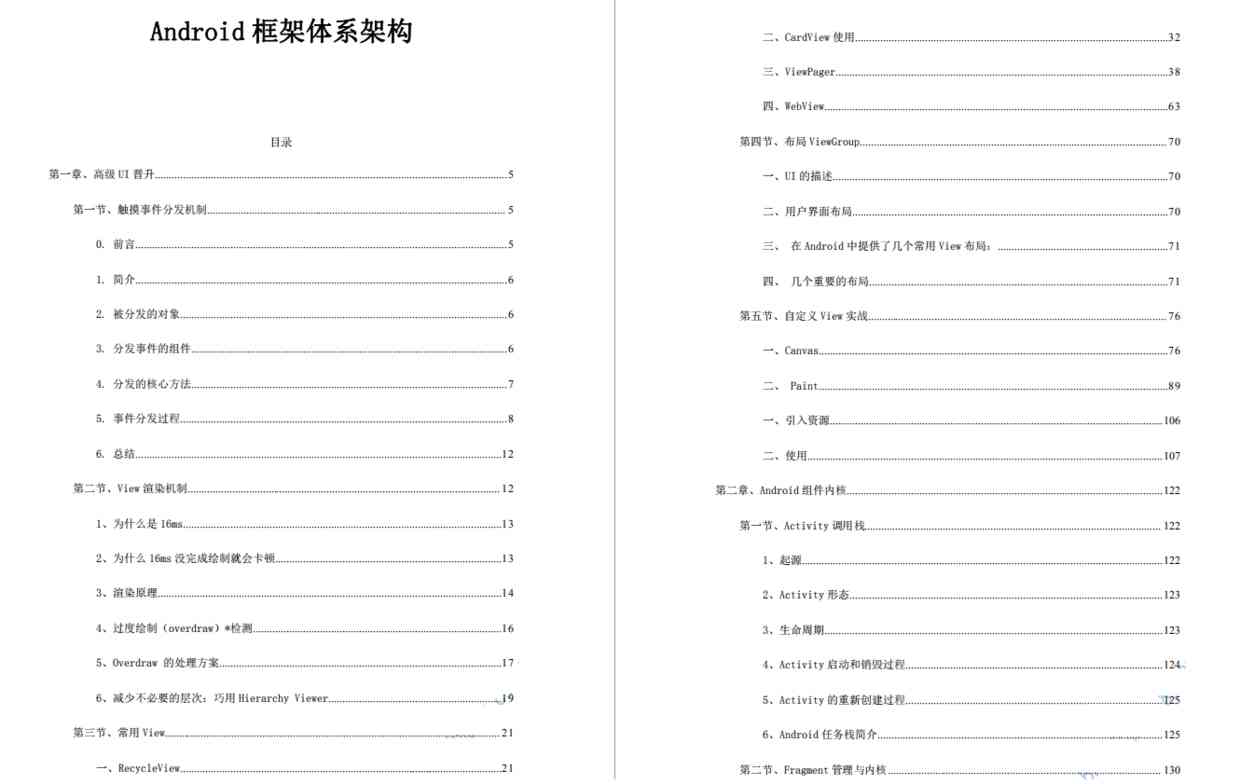 Android 框架体系架构
目录
第一章、高级 UI 晋升........5
第一节、触摸事件分发机制........5
0. 前言........5
1. 简介........6
2. 被分发的对象........6
3. 分发事件的组件........6
4. 分发的核心方法........7
5. 事件分发过程........8
6. 总结........12
第二节、View 渲染机制........12
1、为什么是 16ms........13
2、为什么 16ms 没完成绘制就会卡顿........13
3、渲染原理........14
4、过度绘制（overdraw）*检测........16
5、Overdraw 的处理方案........17
6、减少不必要的层次：巧用 Hierarchy Viewer........19
第三节、常用 View........21
一、RecycleView........21
二、CardView 使用........32
三、ViewPager........38
四、WebView........63
第四节、布局 ViewGroup........70
一、UI 的描述........70
二、用户界面布局........70
三、 在 Android 中提供了几个常用 View 布局：........71
四、 几个重要的布局........71
第五节、自定义 View 实战........76
一、Canvas........76
二、 Paint........89
一、引入资源........106
二、使用........107
第二章、Android 组件内核........122
第一节、Activity 调用栈........122
1、起源........122
2、Activity 形态........123
3、生命周期........123
4、Activity 启动和销毁过程........124
5、Activity 的重新创建过程........125
6、Android 任务栈简介........125
第二节、Fragment 管理与内核........130